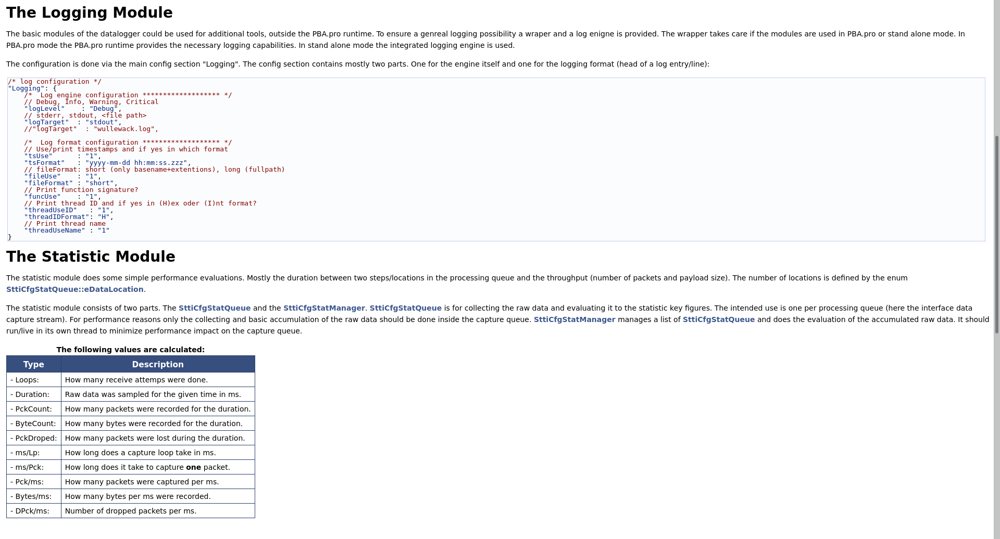 The Logging Module
The basic modules of the datalogger could be used for additional tools, outside the PBA.pro runtime. To ensure a genreal logging possibility a wraper and a log enigne is provided. The wrapper takes care if the modules are used in PBA.pro or stand alone mode. In
PBA.pro mode the PBA.pro runtime provides the necessary logging capabilities. In stand alone mode the integrated logging engine is used.
The configuration is done via the main config section "Logging". The config section contains mostly two parts. One for the engine itself and one for the logging format (head of a log entry/line):
/* log configuration */
"Logging": {
    /*  Log engine configuration ******************* */
    // Debug, Info, Warning, Critical
    "logLevel"    : "Debug",
    // stderr, stdout, <file path>
    "logTarget"  : "stdout",
    //"logTarget"  : "wullewack.log",

    /*  Log format configuration ******************* */
    // Use/print timestamps and if yes in which format
    "tsUse"      : "1",
    "tsFormat"   : "yyyy-mm-dd hh:mm:ss.zzz",
    // fileFormat: short (only basename+extentions), long (fullpath)
    "fileUse"    : "1",
    "fileFormat" : "short",
    // Print function signature?
    "funcUse"    : "1",
    // Print thread ID and if yes in (H)ex oder (I)nt format?
    "threadUseID"   : "1",
    "threadIDFormat": "H",
    // Print thread name
    "threadUseName" : "1"
}
The Statistic Module
The statistic module does some simple performance evaluations. Mostly the duration between two steps/locations in the processing queue and the throughput (number of packets and payload size). The number of locations is defined by the enum
SttiCfgStatQueue::eDataLocation.
The statistic module consists of two parts. The SttiCfgStatQueue and the SttiCfgStatManager. SttiCfgStatQueue is for collecting the raw data and evaluating it to the statistic key figures. The intended use is one per processing queue (here the interface data
capture stream). For performance reasons only the collecting and basic accumulation of the raw data should be done inside the capture queue. SttiCfgStatManager manages a list of SttiCfgStatQueue and does the evaluation of the accumulated raw data. It should
run/live in its own thread to minimize performance impact on the capture queue.
The following values are calculated:
Type Description
- Loops: How many receive attemps were done.
- Duration: Raw data was sampled for the given time in ms.
- PckCount: How many packets were recorded for the duration.
- ByteCount: How many bytes were recorded for the duration.
- PckDroped: How many packets were lost during the duration.
- ms/Lp: How long does a capture loop take in ms.
- ms/Pck: How long does it take to capture one packet.
- Pck/ms: How many packets were captured per ms.
- Bytes/ms: How many bytes per ms were recorded.
- DPck/ms: Number of dropped packets per ms.